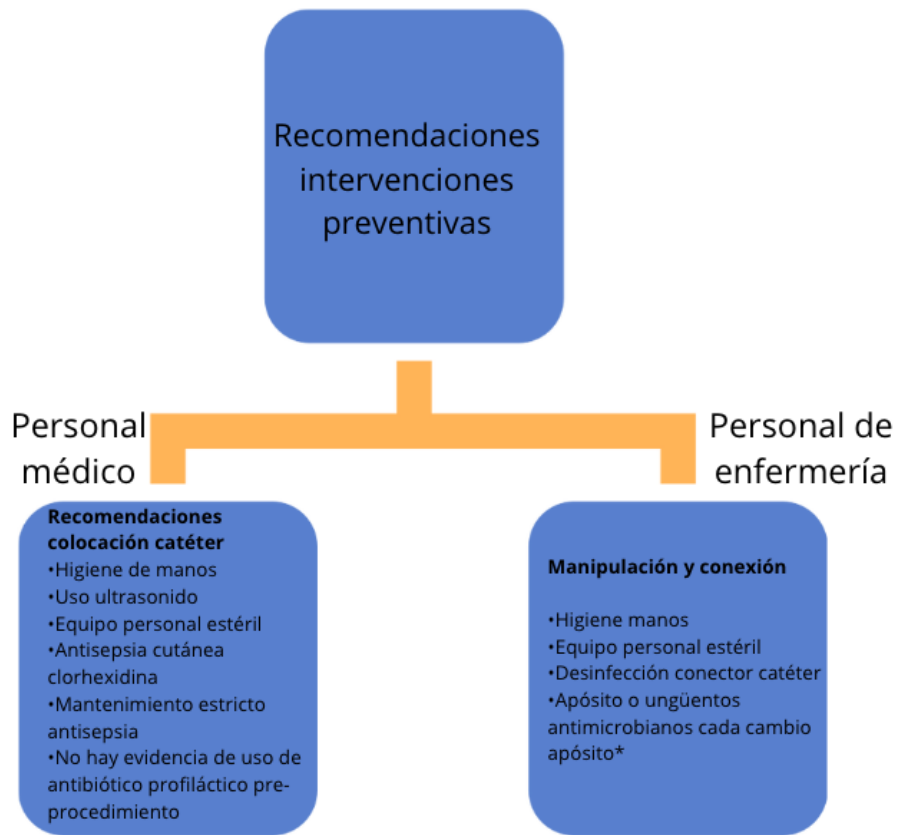 Recomendaciones
intervenciones
preventivas
Personal
médico
Personal de
enfermería
Recomendaciones
colocación catéter
•Higiene de manos
•Uso ultrasonido
•Equipo personal estéril
•Antisepsia cutánea
clorhexidina
•Mantenimiento estricto
antisepsia
•No hay evidencia de uso de
antibiótico profiláctico pre-
procedimiento
Manipulación y conexión
•Higiene manos
•Equipo personal estéril
•Desinfección conector catéter
•Apósito o ungüentos
antimicrobianos cada cambio
apósito*